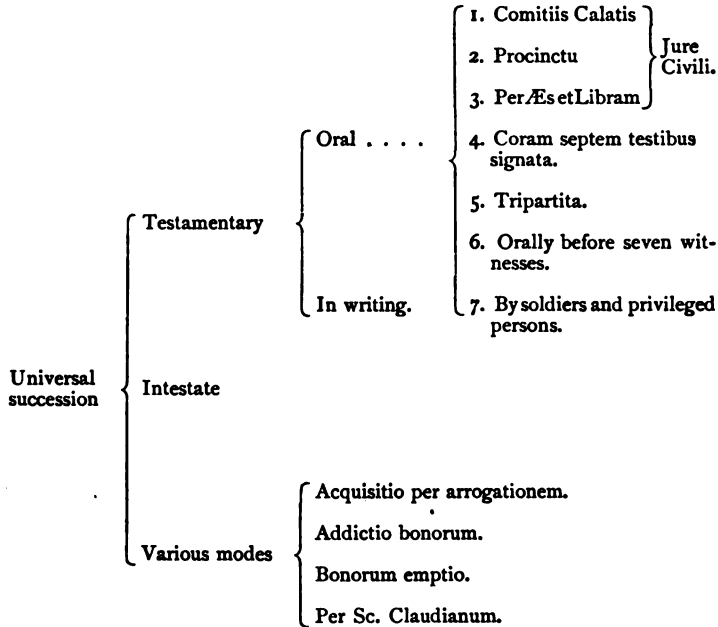 1. Comitiis Calatis
2. Procinctu
3. Per Æs et Libram
Jure
Civili.
Oral . . . .
4. Coram septem testibus
signata.
5. Tripartita.
6. Orally before seven wit-
nesses.
7. By soldiers and privileged
persons.
In writing.
Testamentary
Universal
succession
Intestate
Various modes
Acquisitio per arrogationem.
Addictio bonorum.
Bonorum emptio.
Per Sc. Claudianum.